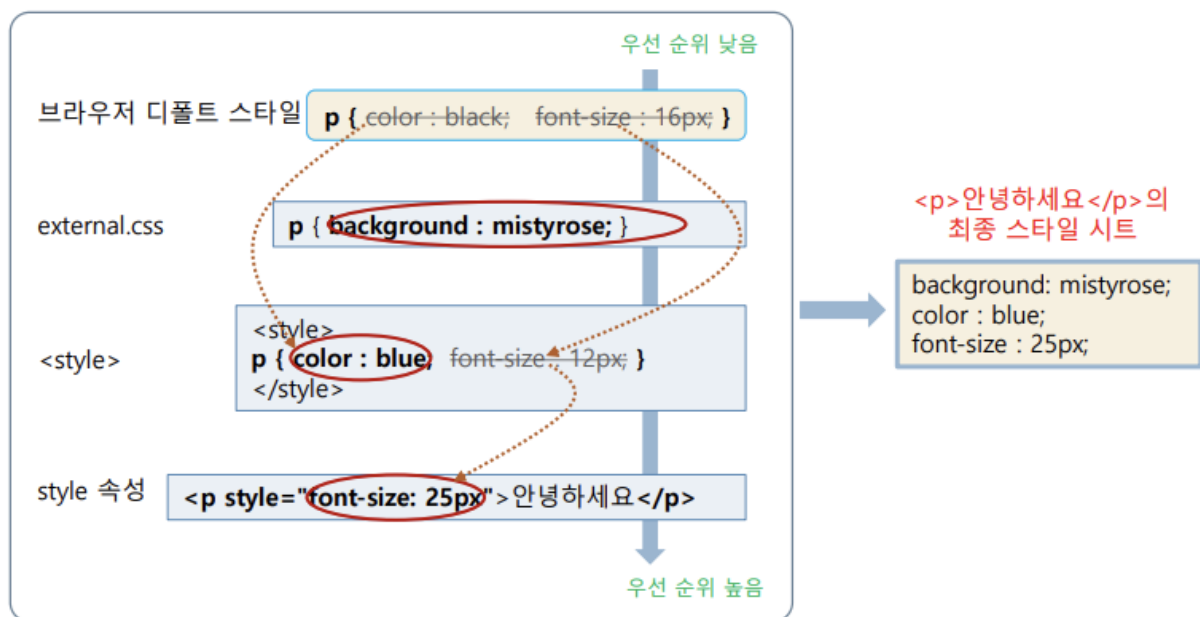 우선 순위 낮음
브라우저 디폴트 스타일
p { color : black; font-size : 16px; }
external.css
p { background : mistyrose; }
<style>
<style>
p { color : blue; font-size : 12px; }
</style>
style 속성
<p style="font-size: 25px">안녕하세요</p>
우선 순위 높음
<p>안녕하세요</p>의
최종 스타일 시트
background: mistyrose;
color : blue;
font-size : 25px;